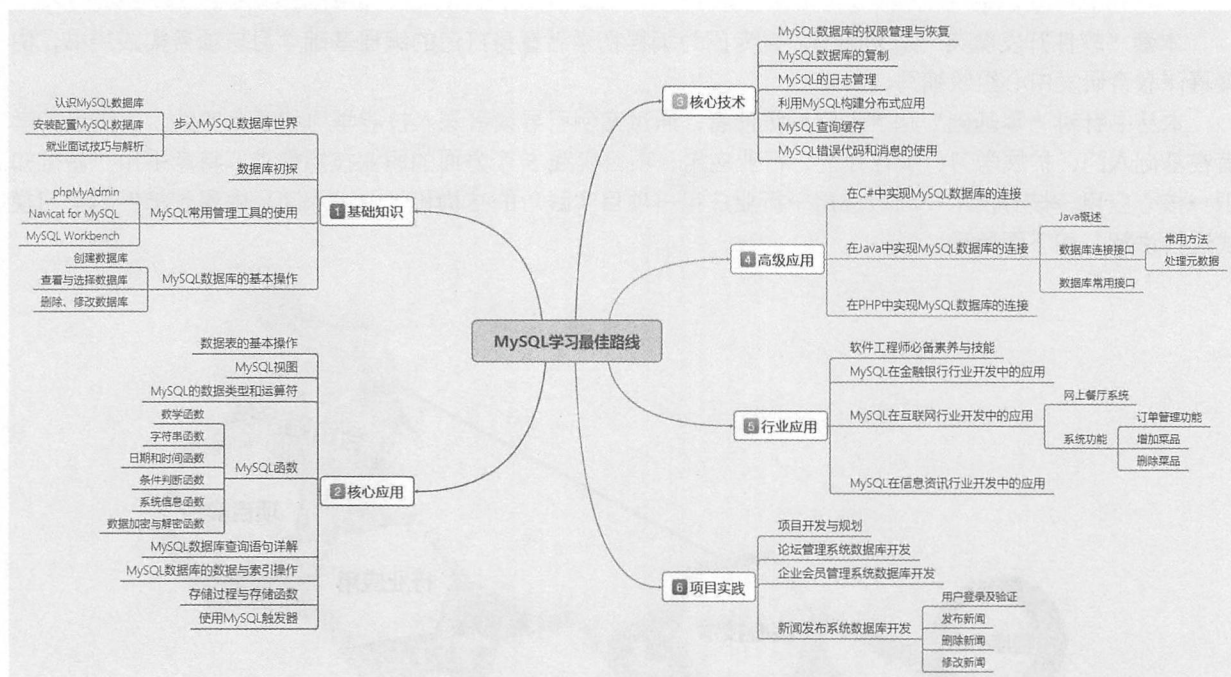 MySQL学习最佳路线
1 基础知识
步入MySQL数据库世界
认识MySQL数据库
安装配置MySQL数据库
就业面试技巧与解析
数据库初探
MySQL常用管理工具的使用
phpMyAdmin
Navicat for MySQL
MySQL Workbench
MySQL数据库的基本操作
创建数据库
查看与选择数据库
删除、修改数据库
2 核心应用
数据表的基本操作
MySQL视图
MySQL的数据类型和运算符
MySQL函数
数学函数
字符串函数
日期和时间函数
条件判断函数
系统信息函数
数据加密与解密函数
MySQL数据库查询语句详解
MySQL数据库的数据与索引操作
存储过程与存储函数
使用MySQL触发器
3 核心技术
MySQL数据库的权限管理与恢复
MySQL数据库的复制
MySQL的日志管理
利用MySQL构建分布式应用
MySQL查询缓存
MySQL错误代码和消息的使用
4 高级应用
在C#中实现MySQL数据库的连接
在Java中实现MySQL数据库的连接
Java概述
数据库连接接口
常用方法
处理元数据
数据库常用接口
在PHP中实现MySQL数据库的连接
5 行业应用
软件工程师必备素养与技能
MySQL在金融银行行业开发中的应用
MySQL在互联网行业开发中的应用
网上餐厅系统
系统功能
订单管理功能
增加菜品
删除菜品
MySQL在信息资讯行业开发中的应用
6 项目实践
项目开发与规划
论坛管理系统数据库开发
企业会员管理系统数据库开发
新闻发布系统数据库开发
用户登录及验证
发布新闻
删除新闻
修改新闻